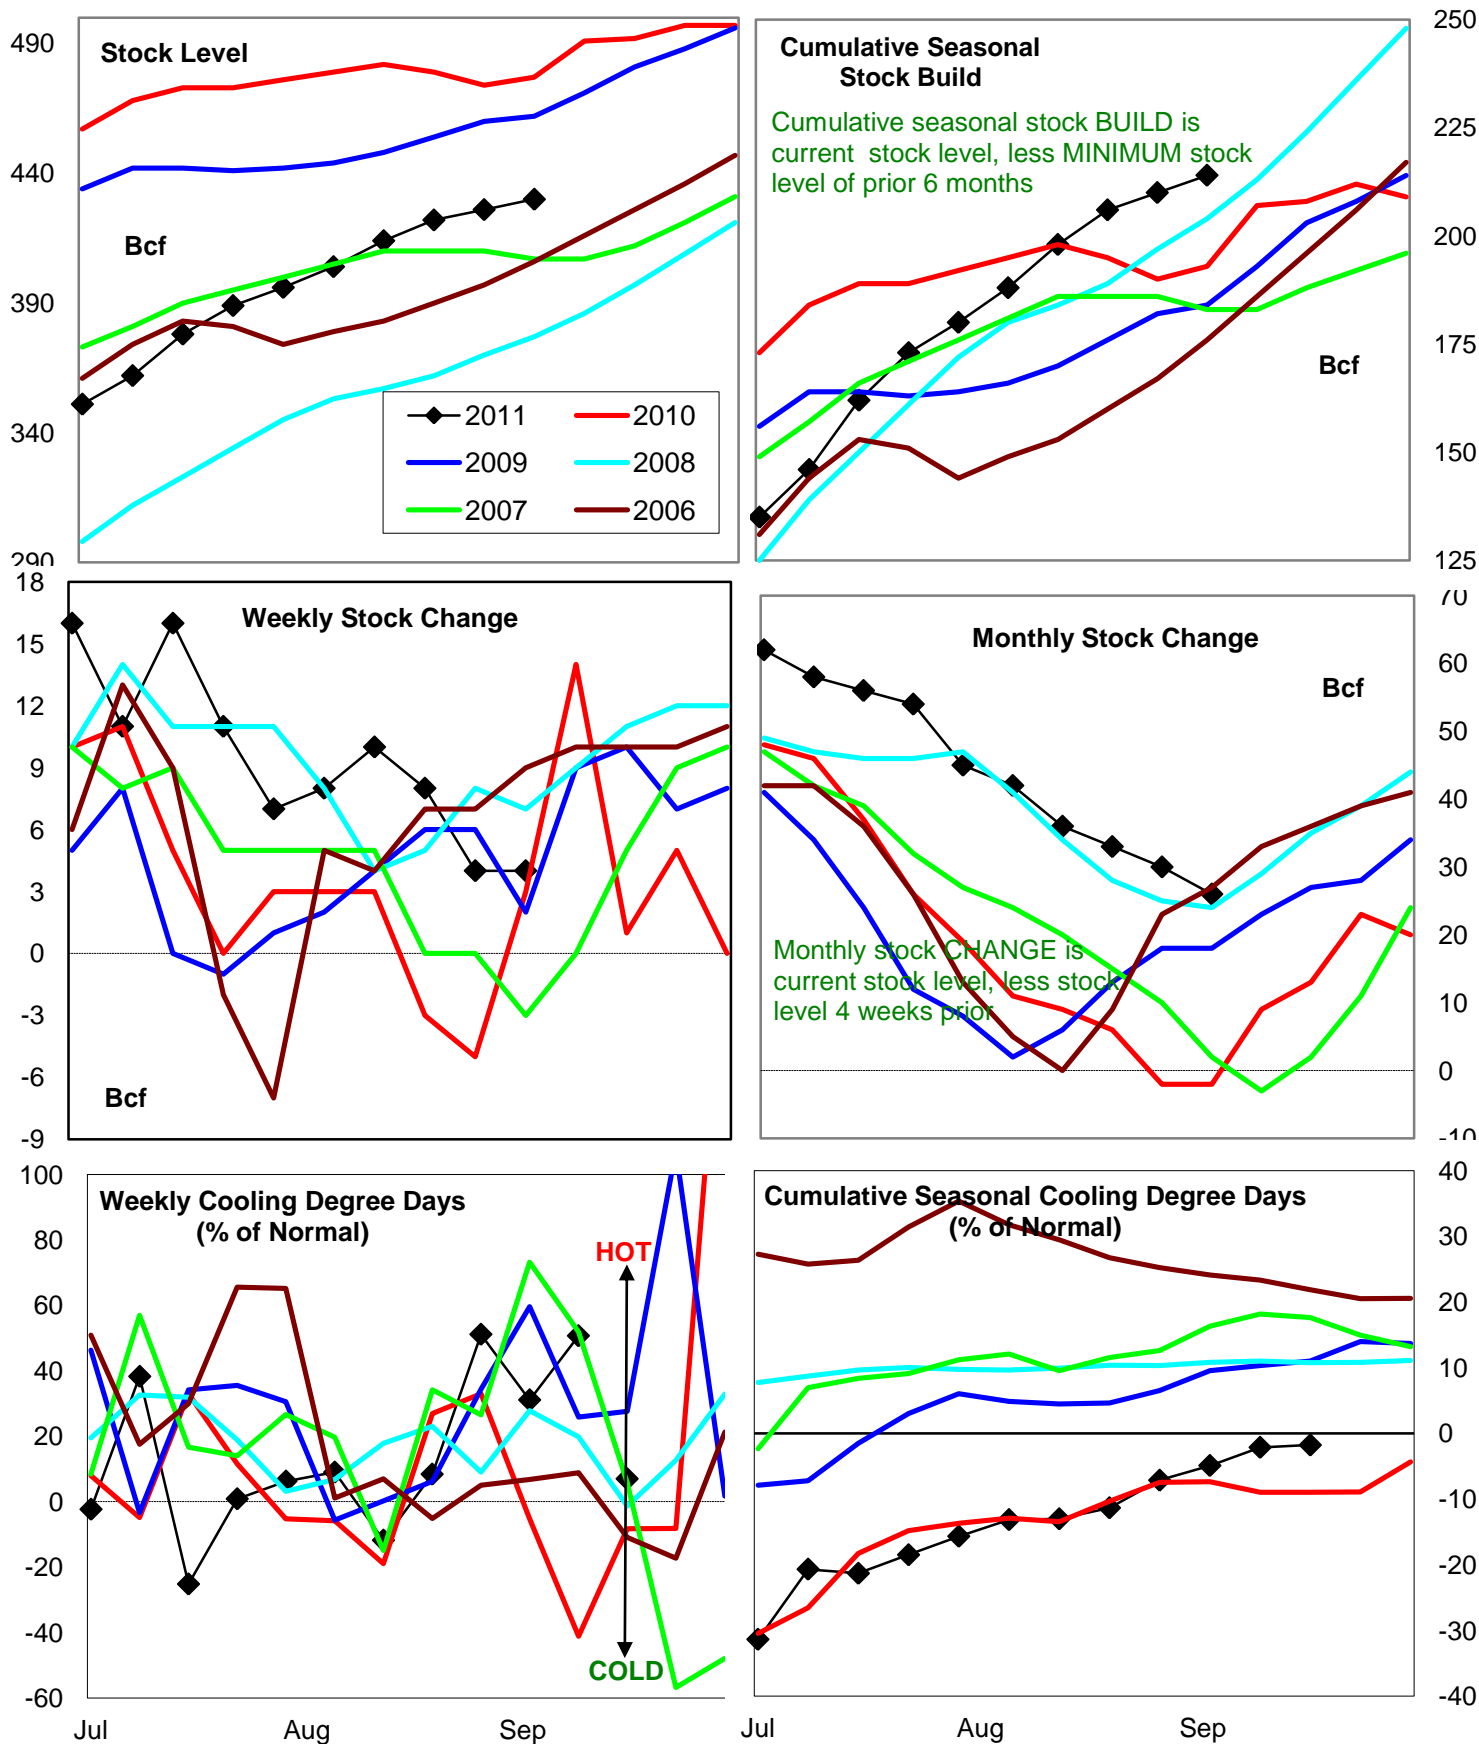 Stock Level
490
440
390
340
290
Bcf
2011
2010
2009
2008
2007
2006
Cumulative Seasonal
Stock Build
Cumulative seasonal stock BUILD is
current stock level, less MINIMUM stock
level of prior 6 months
Bcf
250
225
200
175
150
125
Weekly Stock Change
18
15
12
9
6
3
0
-3
-6
-9
Bcf
Monthly Stock Change
Bcf
Monthly stock CHANGE is
current stock level, less stock
level 4 weeks prior
70
60
50
40
30
20
10
0
-10
Weekly Cooling Degree Days
(% of Normal)
100
80
60
40
20
0
-20
-40
-60
HOT
COLD
Jul
Aug
Sep
Cumulative Seasonal Cooling Degree Days
(% of Normal)
40
30
20
10
0
-10
-20
-30
-40
Jul
Aug
Sep